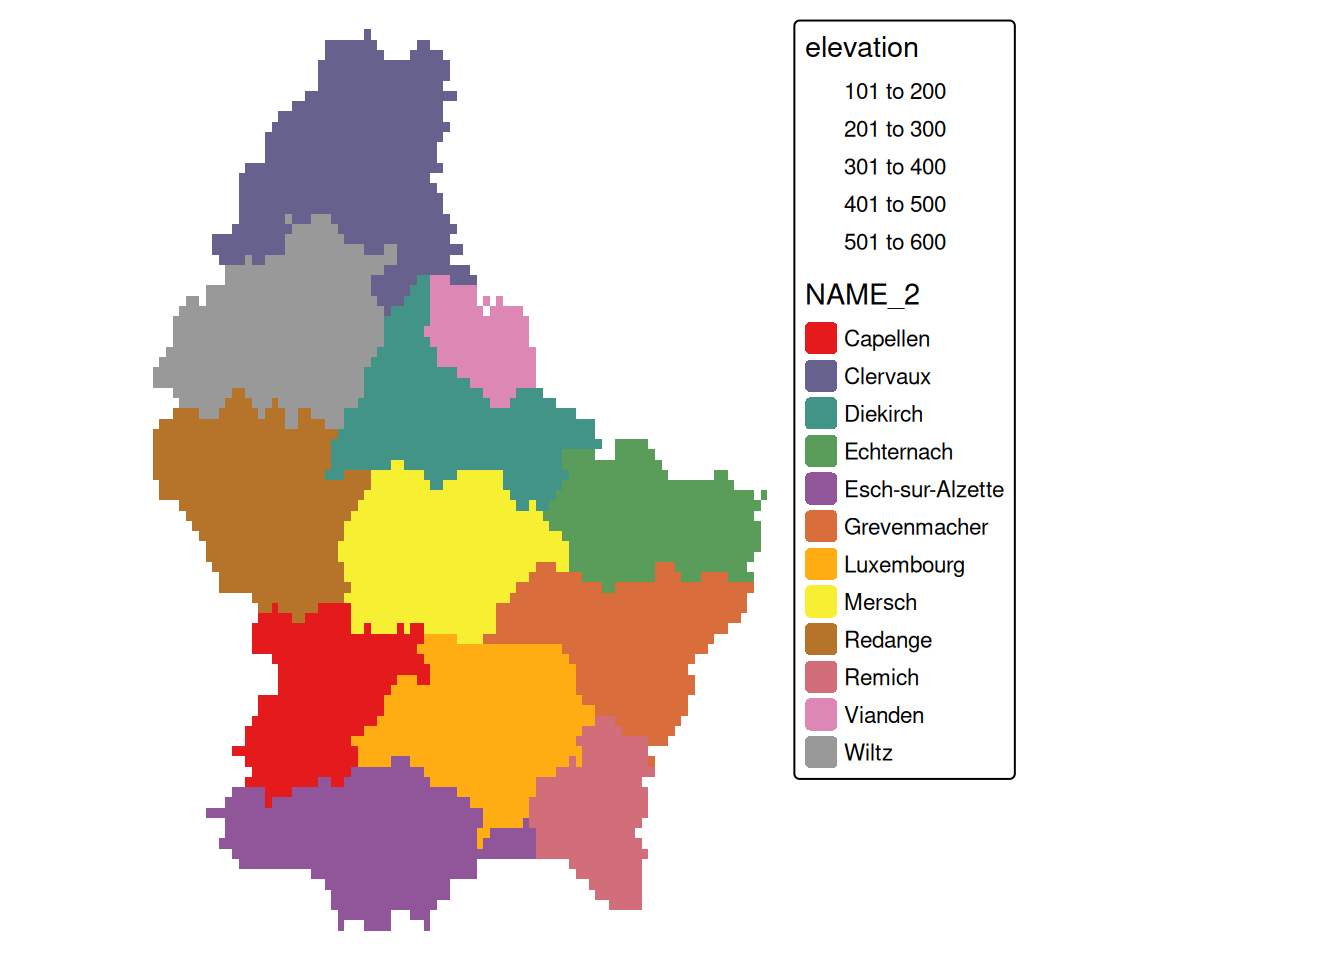 elevation
101 to 200
201 to 300
301 to 400
401 to 500
501 to 600
NAME_2
Capellen
Clervaux
Diekirch
Echternach
Esch-sur-Alzette
Grevenmacher
Luxembourg
Mersch
Redange
Remich
Vianden
Wiltz